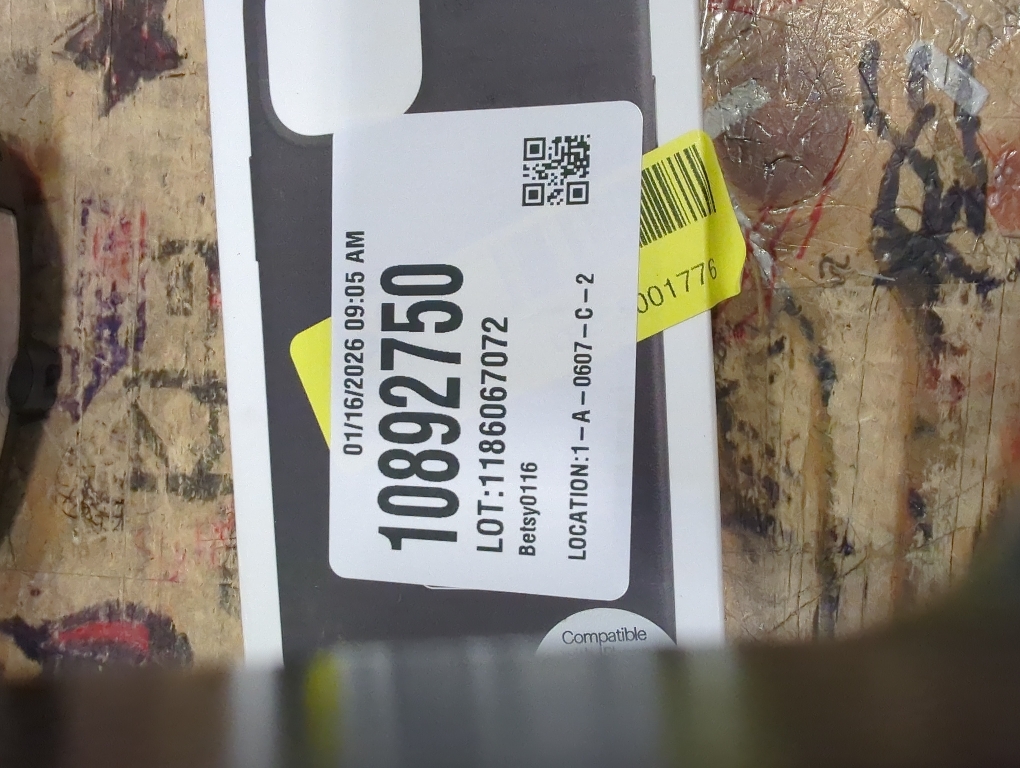 01/16/2026 09:05 AM
10892750
LOT:1186067072
Betsy0116
LOCATION:1-A-0607-C-2
001776
Compatible